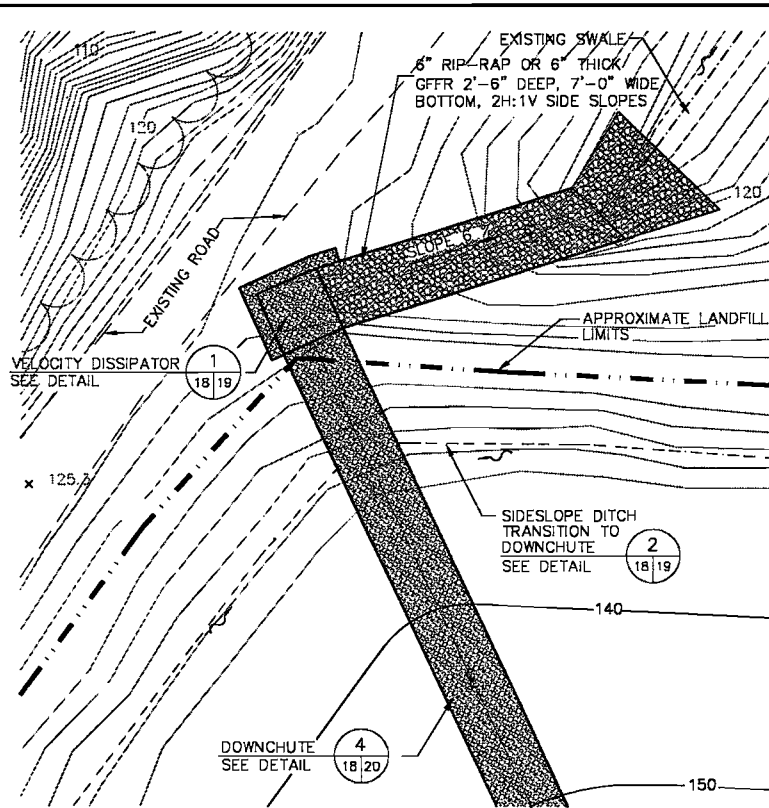 110
EXISTING SWALE
6" RIP-RAP OR 6" THICK
GFFR 2'-6" DEEP, 7'-0" WIDE
BOTTOM, 2H:1V SIDE SLOPES
120
120
EXISTING ROAD
SLOPE 6
APPROXIMATE LANDFILL
LIMITS
VELOCITY DISSIPATOR
SEE DETAIL
1
18 19
125.3
SIDESLOPE DITCH
TRANSITION TO
DOWNCHUTE
SEE DETAIL
2
18 19
140
DOWNCHUTE
SEE DETAIL
4
18 20
150